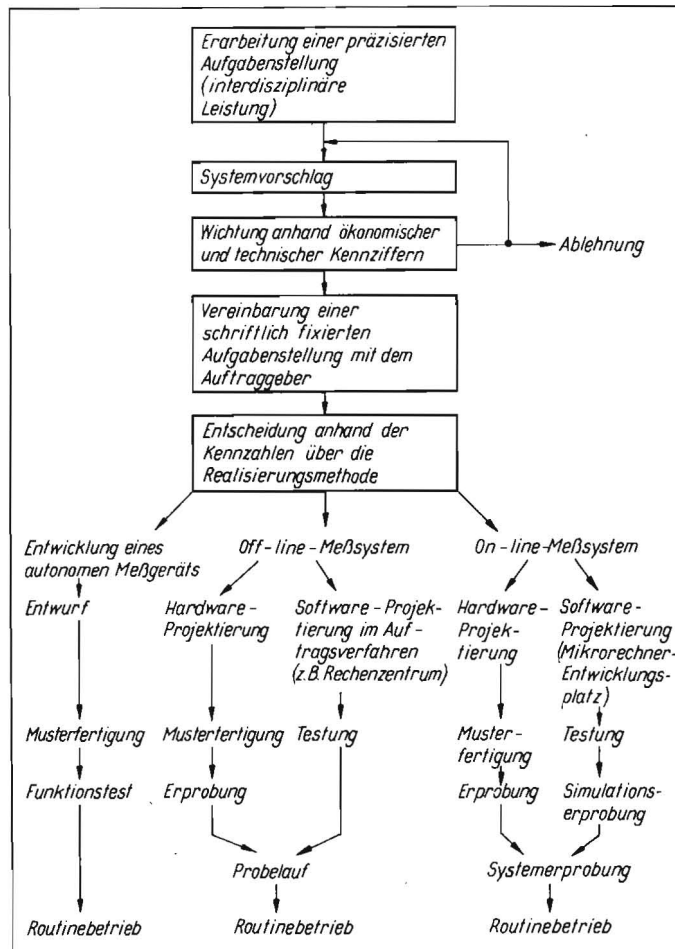 Erarbeitung einer präzisierten
Aufgabenstellung
(interdisziplinäre
Leistung)
Systemvorschlag
Wichtung anhand ökonomischer
und technischer Kennziffern
Ablehnung
Vereinbarung einer
schriftlich fixierten
Aufgabenstellung mit dem
Auftraggeber
Entscheidung anhand der
Kennzahlen über die
Realisierungsmethode
Entwicklung eines
autonomen Meßgeräts
Entwurf
Musterfertigung
Funktionstest
Routinebetrieb
Off-line-Meßsystem
Hardware-
Projektierung
Musterfertigung
Erprobung
Software-Projek-
tierung im Auf-
tragsverfahren
(z.B. Rechenzentrum)
Testung
Probelauf
Routinebetrieb
On-line-Meßsystem
Hardware-
Projek-
tierung
Muster-
fertigung
Erprobung
Software-
Projektierung
(Mikrorechner-
Entwicklungs-
platz)
Testung
Simulations-
erprobung
Systemerprobung
Routinebetrieb